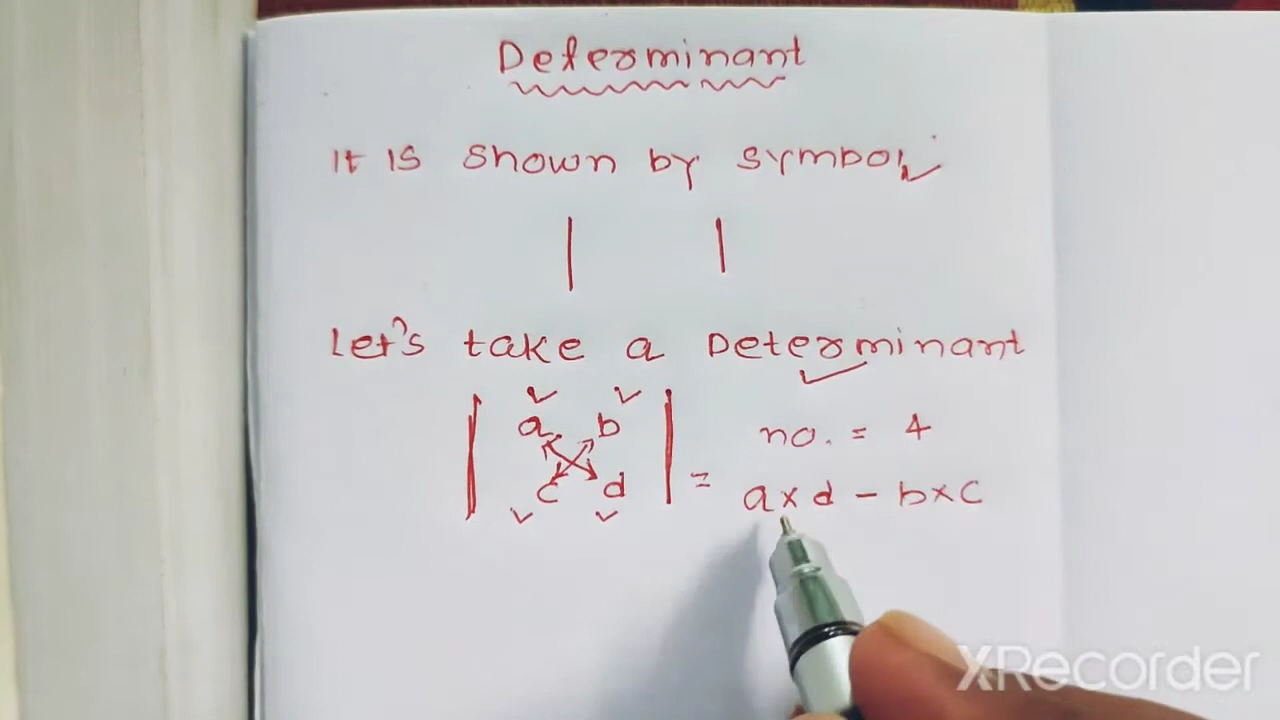 Determinant
It is shown by symbol
| |
Let's take a Determinant
| a b | no. = 4
| c d | = a x d - b x c
XRecorder